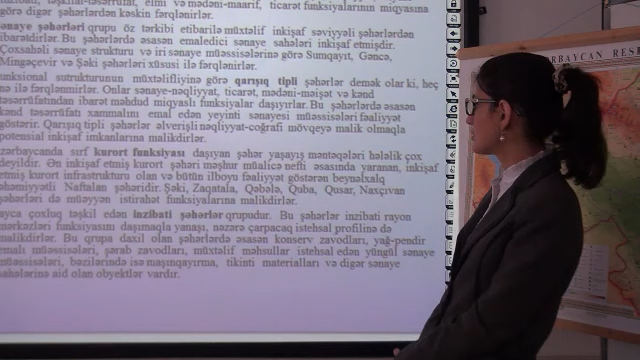 təşkilat-təsərrüfat, elmi və mədəni-maarif, ticarət funksiyalarının miqyasına
görə digər şəhərlərdən kəskin fərqlənirlər.
sənaye şəhərləri qrupu öz tərkibi etibarilə müxtəlif inkişaf səviyyəli şəhərlərdən
ibarətdirlər. Bu şəhərlərdə əsasən emaledici sənaye sahələri inkişaf etmişdir.
Çoxsahəli sənaye strukturu və iri sənaye müəssisələrinə görə Sumqayıt, Gəncə,
Mingəçevir və Şəki şəhərləri xüsusi ilə fərqlənirlər.
unksional sutrukturunun müxtəlifliyinə görə qarışıq tipli şəhərlər demək olar ki, heç
nə ilə fərqlənmirlər. Onlar sənaye-nəqliyyat, ticarət, mədəni-məişət və kənd
təsərrüfatından ibarət məhdud miqyaslı funksiyalar daşıyırlar. Bu şəhərlərdə əsasən
kənd təsərrüfatı xammalını emal edən yeyinti sənayesi müəssisələri fəaliyyət
göstərir. Qarışıq tipli şəhərlər əlverişli nəqliyyat-coğrafi mövqeyə malik olmaqla
potensial inkişaf imkanlarına malikdirlər.
zərbaycanda sırf kurort funksiyası daşıyan şəhər yaşayış məntəqələri hələlik çox
deyildir. Ən inkişaf etmiş kurort şəhəri məşhur müalicə nefti əsasında yaranan, inkişaf
etmiş kurort infrastrukturu olan və bütün ilboyu fəaliyyət göstərən beynəlxalq
əhəmiyyətli Naftalan şəhəridir. Şəki, Zaqatala, Qəbələ, Quba, Qusar, Naxçıvan
şəhərləri də müəyyən istirahət funksiyalarına malikdirlər.
ayca çoxluq təşkil edən inzibati şəhərlər qrupudur. Bu şəhərlər inzibati rayon
mərkəzləri funksiyasını daşımaqla yanaşı, nəzərə çarpacaq istehsal profilinə də
malikdirlər. Bu qrupa daxil olan şəhərlərdə əsasən konserv zavodları, yağ-pendir
emalı müəssisələri, şərab zavodları, müxtəlif məhsullar istehsal edən yüngül sənaye
müəssisələri, bəzilərində isə maşınqayırma, tikinti materialları və digər sənaye
sahələrinə aid olan obyektlər vardır.